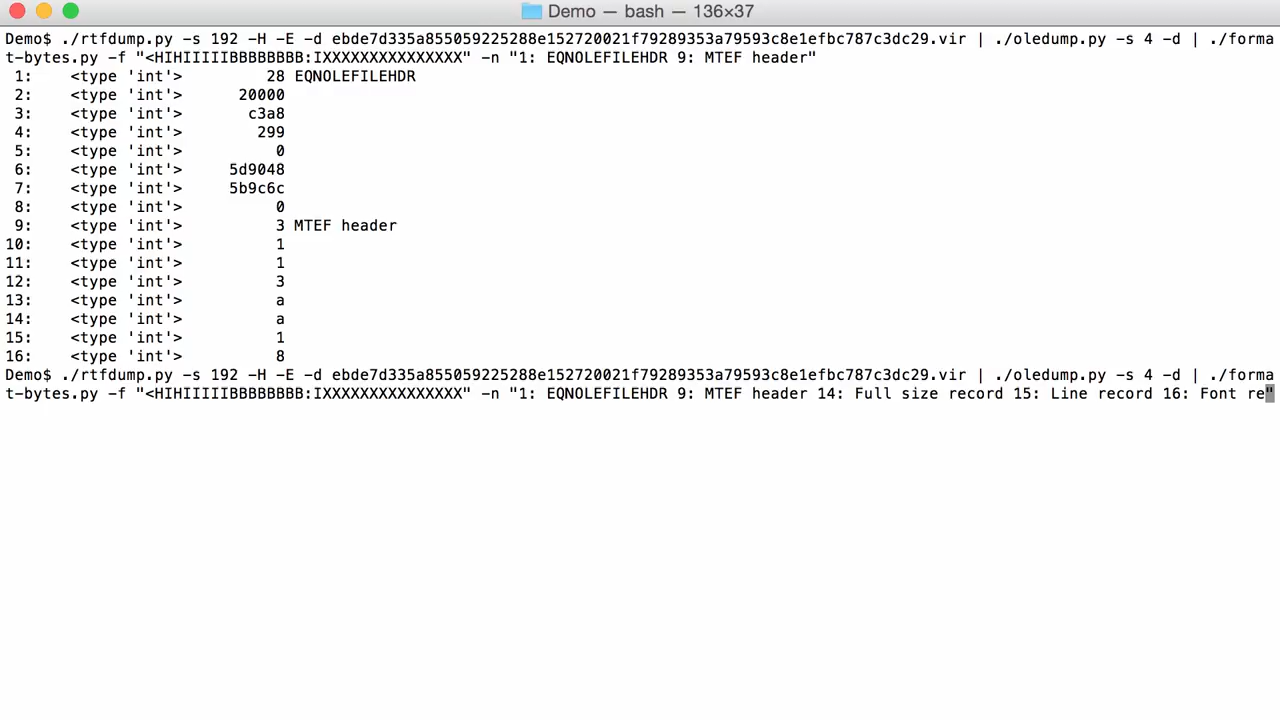 Demo — bash — 136×37
Demo$ ./rtfdump.py -s 192 -H -E -d ebde7d335a855059225288e152720021f79289353a79593c8e1efbc787c3dc29.vir | ./oledump.py -s 4 -d | ./forma
t-bytes.py -f "<HIHIIIIIBBBBBBBB:IXXXXXXXXXXXXXXX" -n "1: EQNOLEFILEHDR 9: MTEF header"
1: <type 'int'> 28 EQNOLEFILEHDR
2: <type 'int'> 20000
3: <type 'int'> c3a8
4: <type 'int'> 299
5: <type 'int'> 0
6: <type 'int'> 5d9048
7: <type 'int'> 5b9c6c
8: <type 'int'> 0
9: <type 'int'> 3 MTEF header
10: <type 'int'> 1
11: <type 'int'> 1
12: <type 'int'> 3
13: <type 'int'> a
14: <type 'int'> a
15: <type 'int'> 1
16: <type 'int'> 8
Demo$ ./rtfdump.py -s 192 -H -E -d ebde7d335a855059225288e152720021f79289353a79593c8e1efbc787c3dc29.vir | ./oledump.py -s 4 -d | ./forma
t-bytes.py -f "<HIHIIIIIBBBBBBBB:IXXXXXXXXXXXXXXX" -n "1: EQNOLEFILEHDR 9: MTEF header 14: Full size record 15: Line record 16: Font re"